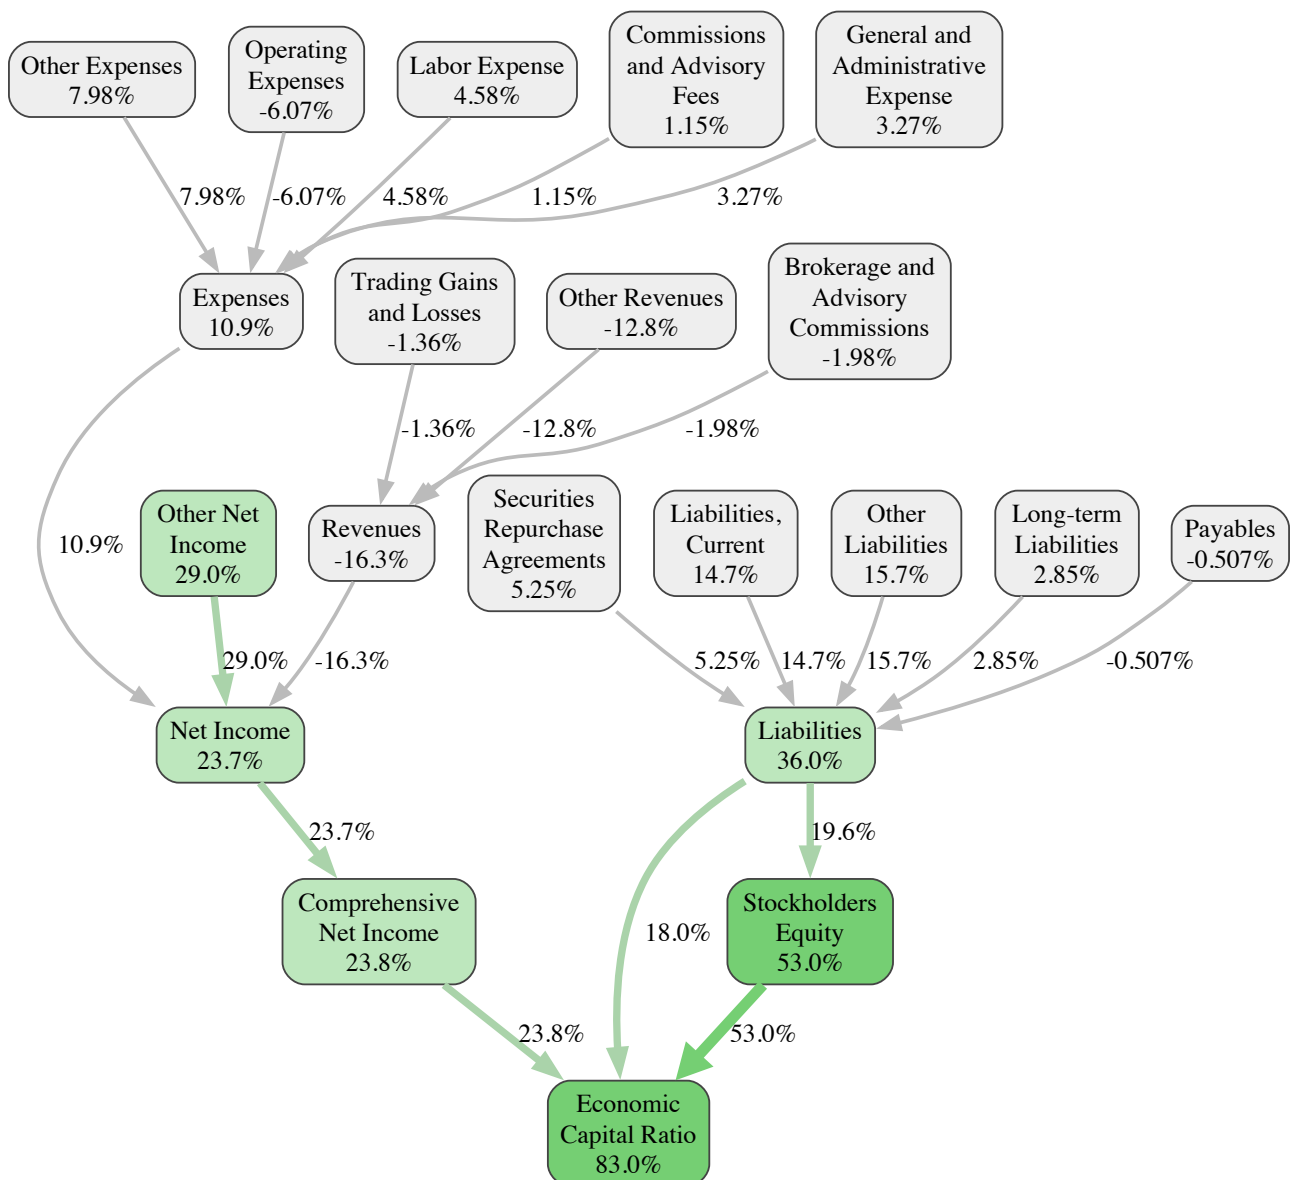 Other Expenses
7.98%
Operating
Expenses
-6.07%
Labor Expense
4.58%
Commissions
and Advisory
Fees
1.15%
General and
Administrative
Expense
3.27%
7.98%
-6.07%
4.58%
1.15%
3.27%
Expenses
10.9%
Trading Gains
and Losses
-1.36%
Other Revenues
-12.8%
Brokerage and
Advisory
Commissions
-1.98%
-1.36%
-12.8%
-1.98%
10.9%
Other Net
Income
29.0%
Revenues
-16.3%
Securities
Repurchase
Agreements
5.25%
Liabilities,
Current
14.7%
Other
Liabilities
15.7%
Long-term
Liabilities
2.85%
Payables
-0.507%
29.0%
-16.3%
5.25%
14.7%
15.7%
2.85%
-0.507%
Net Income
23.7%
Liabilities
36.0%
23.7%
19.6%
Comprehensive
Net Income
23.8%
18.0%
Stockholders
Equity
53.0%
23.8%
53.0%
Economic
Capital Ratio
83.0%